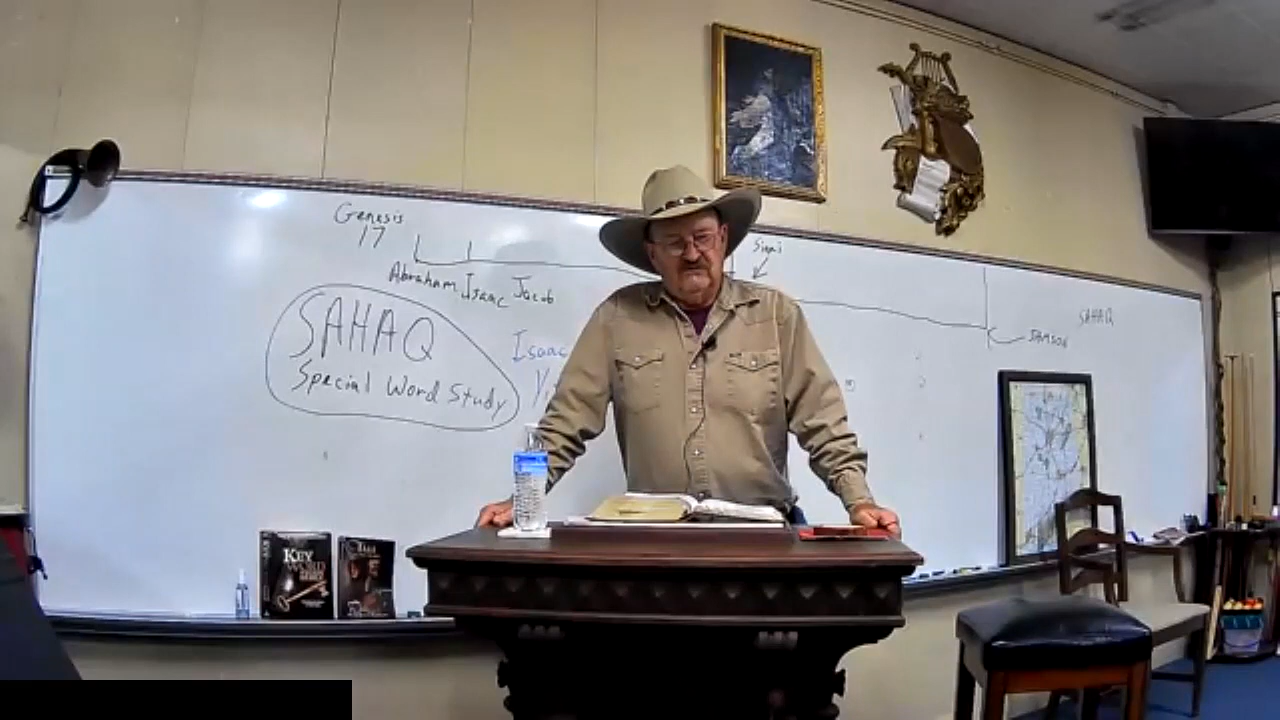 Genesis
17
Sinai
Abraham Isaac Jacob
SAHAQ
Special Word Study
Isaac
SAMSON
SAHAQ
KEY